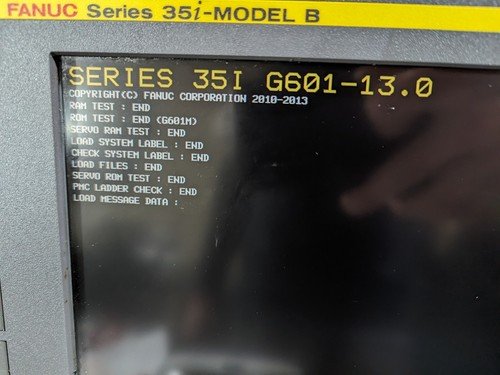 FANUC Series 35i-MODEL B
SERIES 35I G601-13.0
COPYRIGHT(C) FANUC CORPORATION 2010-2013
RAM TEST : END
ROM TEST : END (G601M)
SERVO RAM TEST : END
LOAD SYSTEM LABEL : END
CHECK SYSTEM LABEL : END
LOAD FILES : END
SERVO ROM TEST : END
PMC LADDER CHECK : END
LOAD MESSAGE DATA :